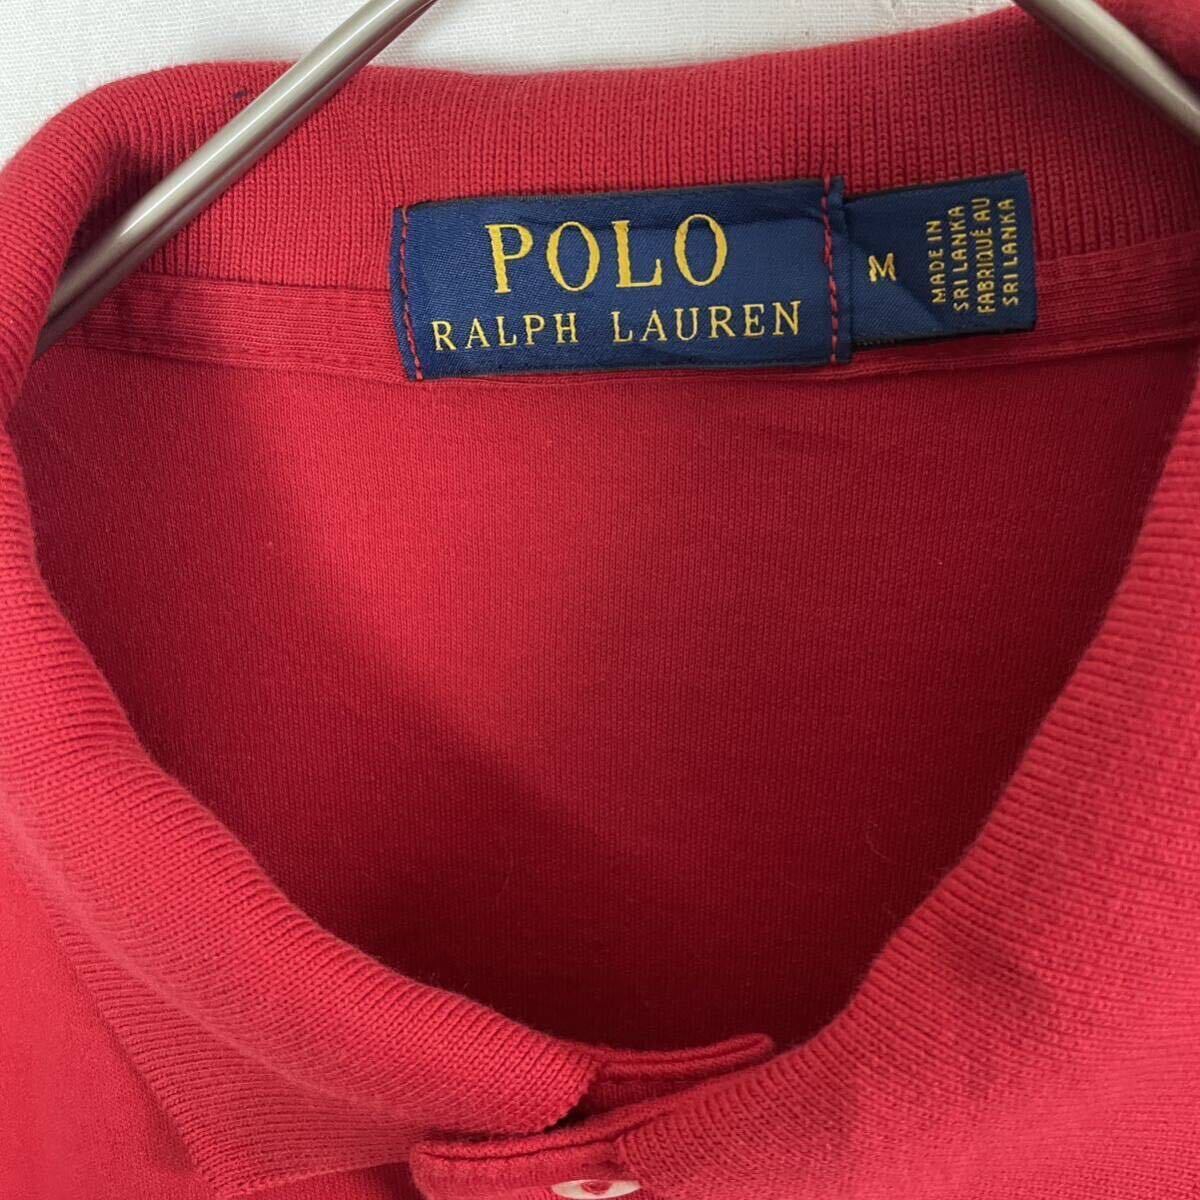 POLO
RALPH LAUREN
M
MADE IN
SRI LANKA
FABRIQUÉ AU
SRI LANKA